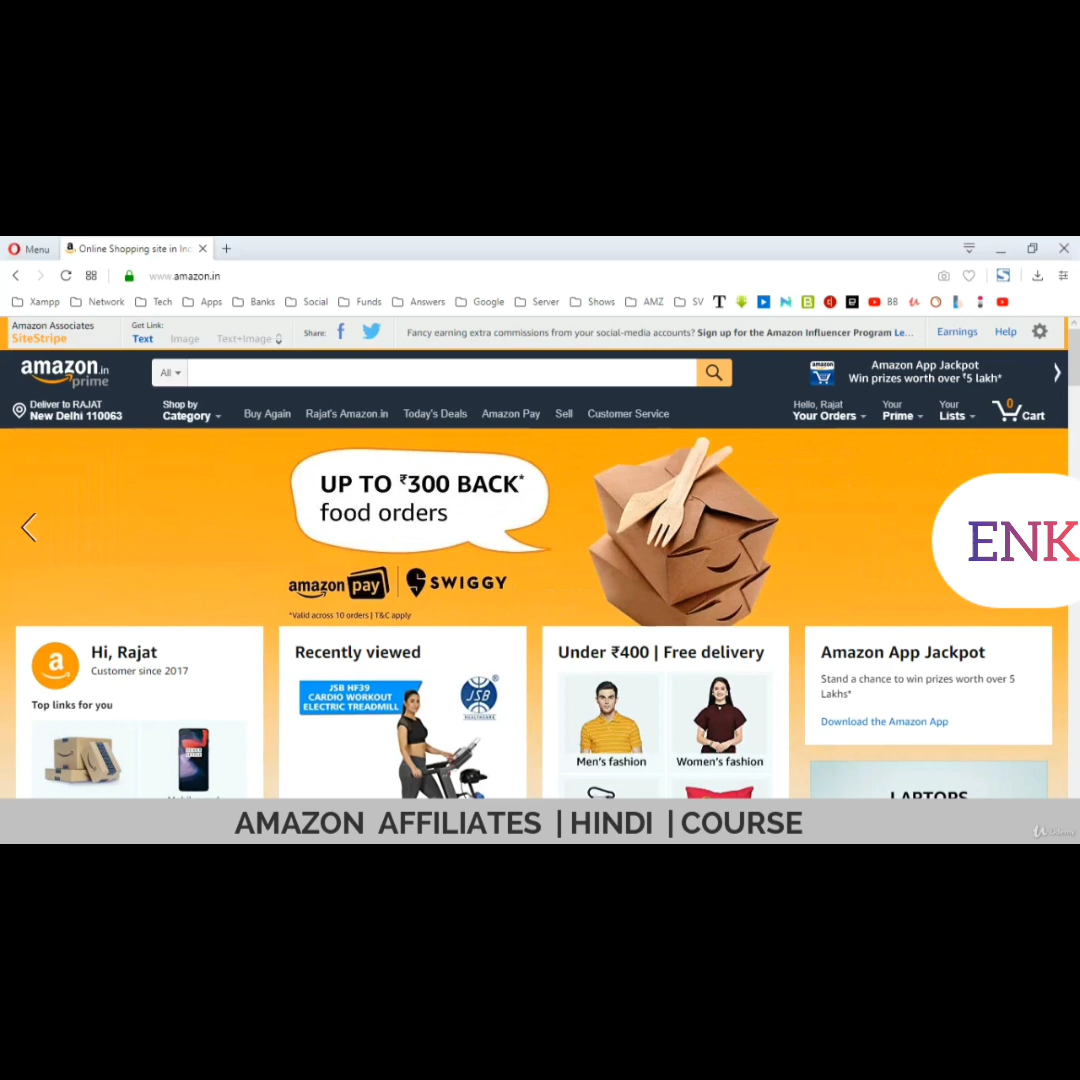 Menu
Online Shopping site in Inc
www.amazon.in
Xampp Network Tech Apps Banks Social Funds Answers Google Server Shows AMZ SV T BB
Amazon Associates
SiteStripe
Get Link:
Text Image Text+Image
Share:
Fancy earning extra commissions from your social-media accounts? Sign up for the Amazon Influencer Program Le...
Earnings Help
amazon.in
prime
All
amazon
Amazon App Jackpot
Win prizes worth over ₹5 lakh*
Deliver to RAJAT
New Delhi 110063
Shop by
Category
Buy Again Rajat's Amazon.in Today's Deals Amazon Pay Sell Customer Service
Hello, Rajat
Your Orders
Your
Prime
Your
Lists
0
Cart
UP TO ₹300 BACK*
food orders
amazon pay SWIGGY
*Valid across 10 orders | T&C apply
ENK
Hi, Rajat
Customer since 2017
Top links for you
Recently viewed
JSB HF39
CARDIO WORKOUT
ELECTRIC TREADMILL
JSB
HEALTHCARE
Under ₹400 | Free delivery
Men's fashion
Women's fashion
Amazon App Jackpot
Stand a chance to win prizes worth over 5
Lakhs*
Download the Amazon App
LAPTOPS
AMAZON AFFILIATES | HINDI | COURSE
Udemy